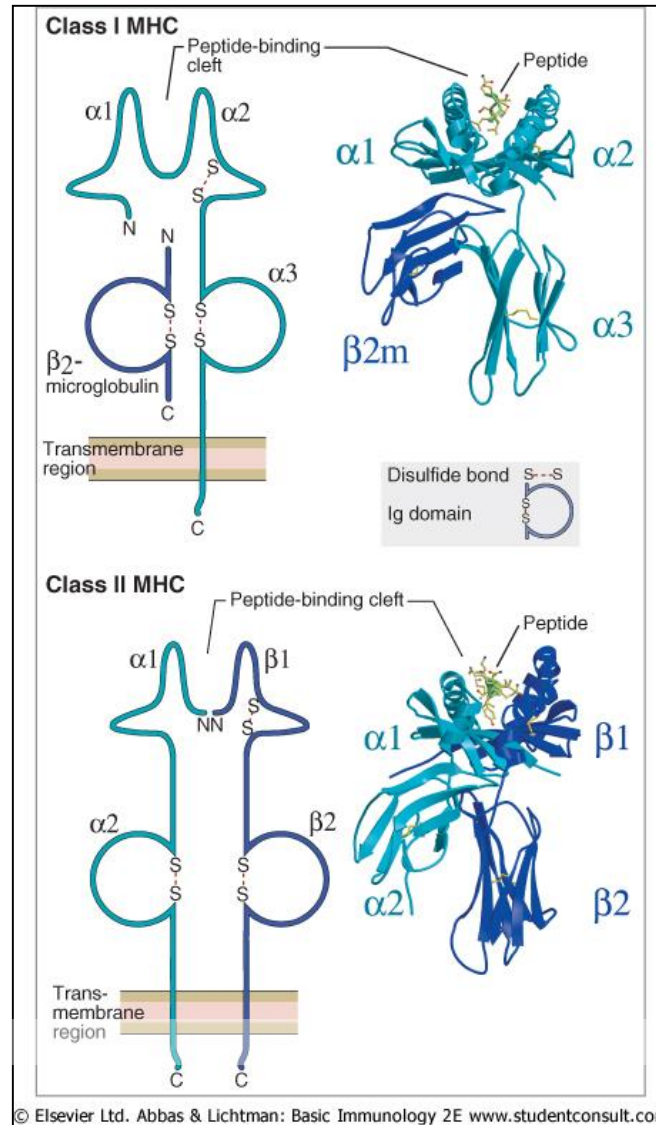 Class I MHC
Peptide-binding
cleft
Peptide
α1
α2
α1
α2
S
S
N
N
α3
S
S
S
S
β2-
microglobulin
β2m
α3
C
Transmembrane
region
C
Disulfide bond S---S
Ig domain
S
S
Class II MHC
Peptide-binding cleft
Peptide
α1
β1
S
S
NN
α1
β1
α2
β2
S
S
S
S
α2
β2
Trans-
membrane
region
C
C
© Elsevier Ltd. Abbas & Lichtman: Basic Immunology 2E www.studentconsult.co